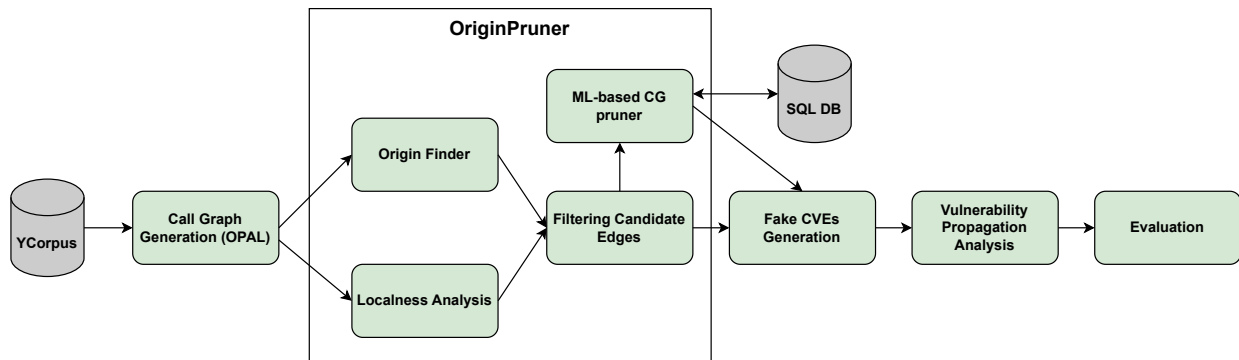 OriginPruner
ML-based CG
pruner
SQL DB
Origin Finder
YCorpus
Call Graph
Generation (OPAL)
Filtering Candidate
Edges
Fake CVEs
Generation
Vulnerability
Propagation
Analysis
Evaluation
Localness Analysis